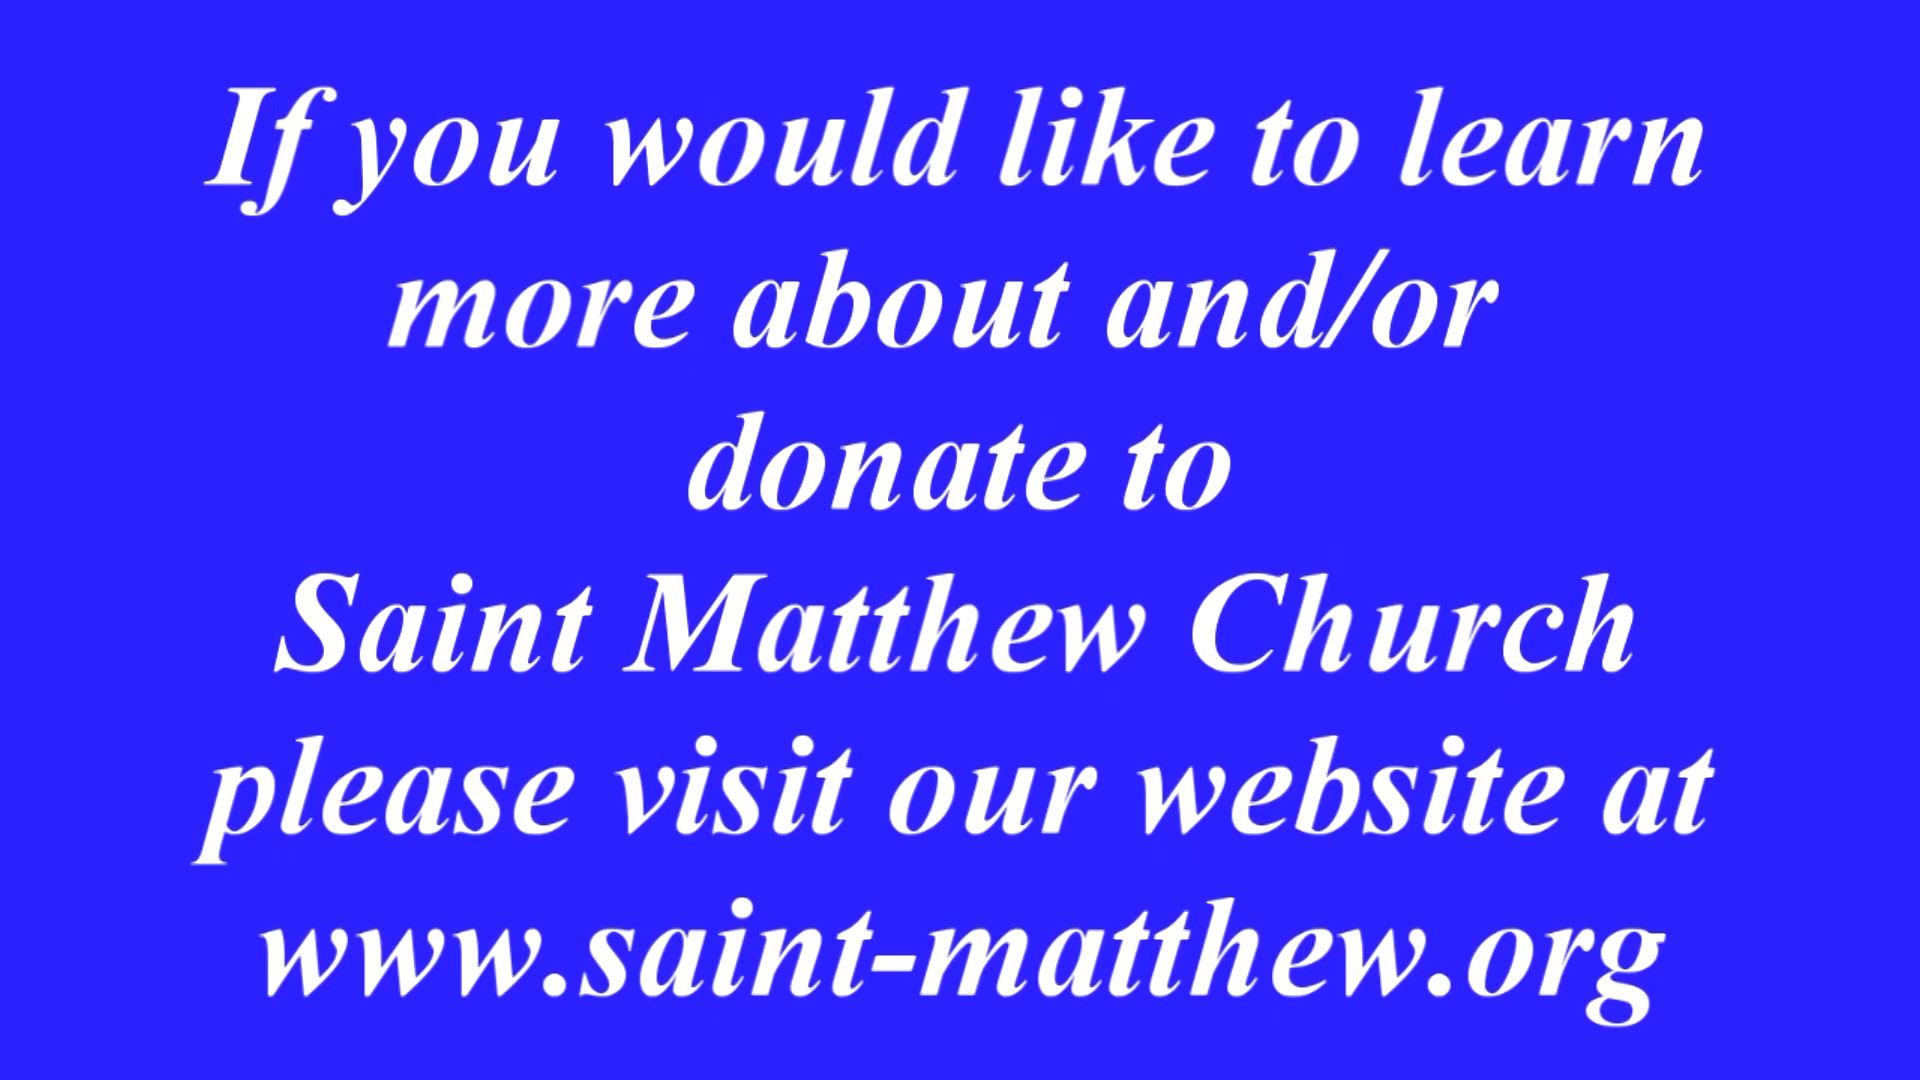 If you would like to learn
more about and/or
donate to
Saint Matthew Church
please visit our website at
www.saint-matthew.org